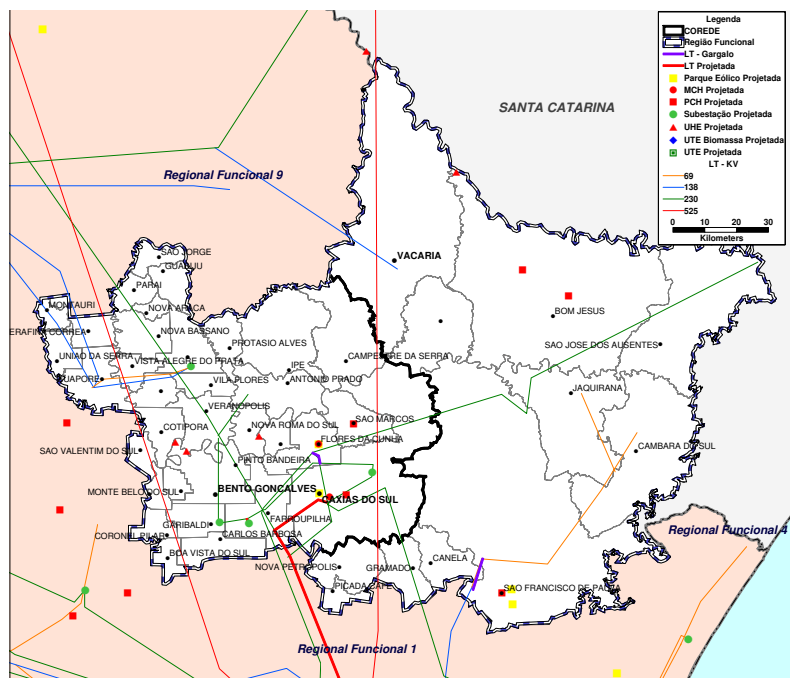 Legenda
COREDE
Região Funcional
LT - Gargalo
LT Projetada
Parque Eólico Projetada
MCH Projetada
PCH Projetada
Subestação Projetada
UHE Projetada
UTE Biomassa Projetada
UTE Projetada
LT - KV
69
138
230
525
0 10 20 30
Kilometers
SANTA CATARINA
Regional Funcional 9
VACARIA
SAO JORGE
GUABIJU
PARAI
MONTAURI
NOVA ARACA
BOM JESUS
ERAFINA CORREA
NOVA BASSANO
PROTASIO ALVES
SAO JOSE DOS AUSENTES
UNIAO DA SERRA
VISTA ALEGRE DO PRATA
CAMPESTRE DA SERRA
IPE
GUAPORE
VILA FLORES
ANTONIO PRADO
JAQUIRANA
VERANOPOLIS
SAO MARCOS
COTIPORA
NOVA ROMA DO SUL
FLORES DA CUNHA
SAO VALENTIM DO SUL
CAMBARA DO SUL
PINTO BANDEIRA
MONTE BELO DO SUL
BENTO GONCALVES
CAXIAS DO SUL
FARROUPILHA
GARIBALDI
Regional Funcional 4
CORONEL PILAR
CARLOS BARBOSA
BOA VISTA DO SUL
CANELA
NOVA PETROPOLIS
GRAMADO
PICADA CAFE
SAO FRANCISCO DE PAULA
Regional Funcional 1